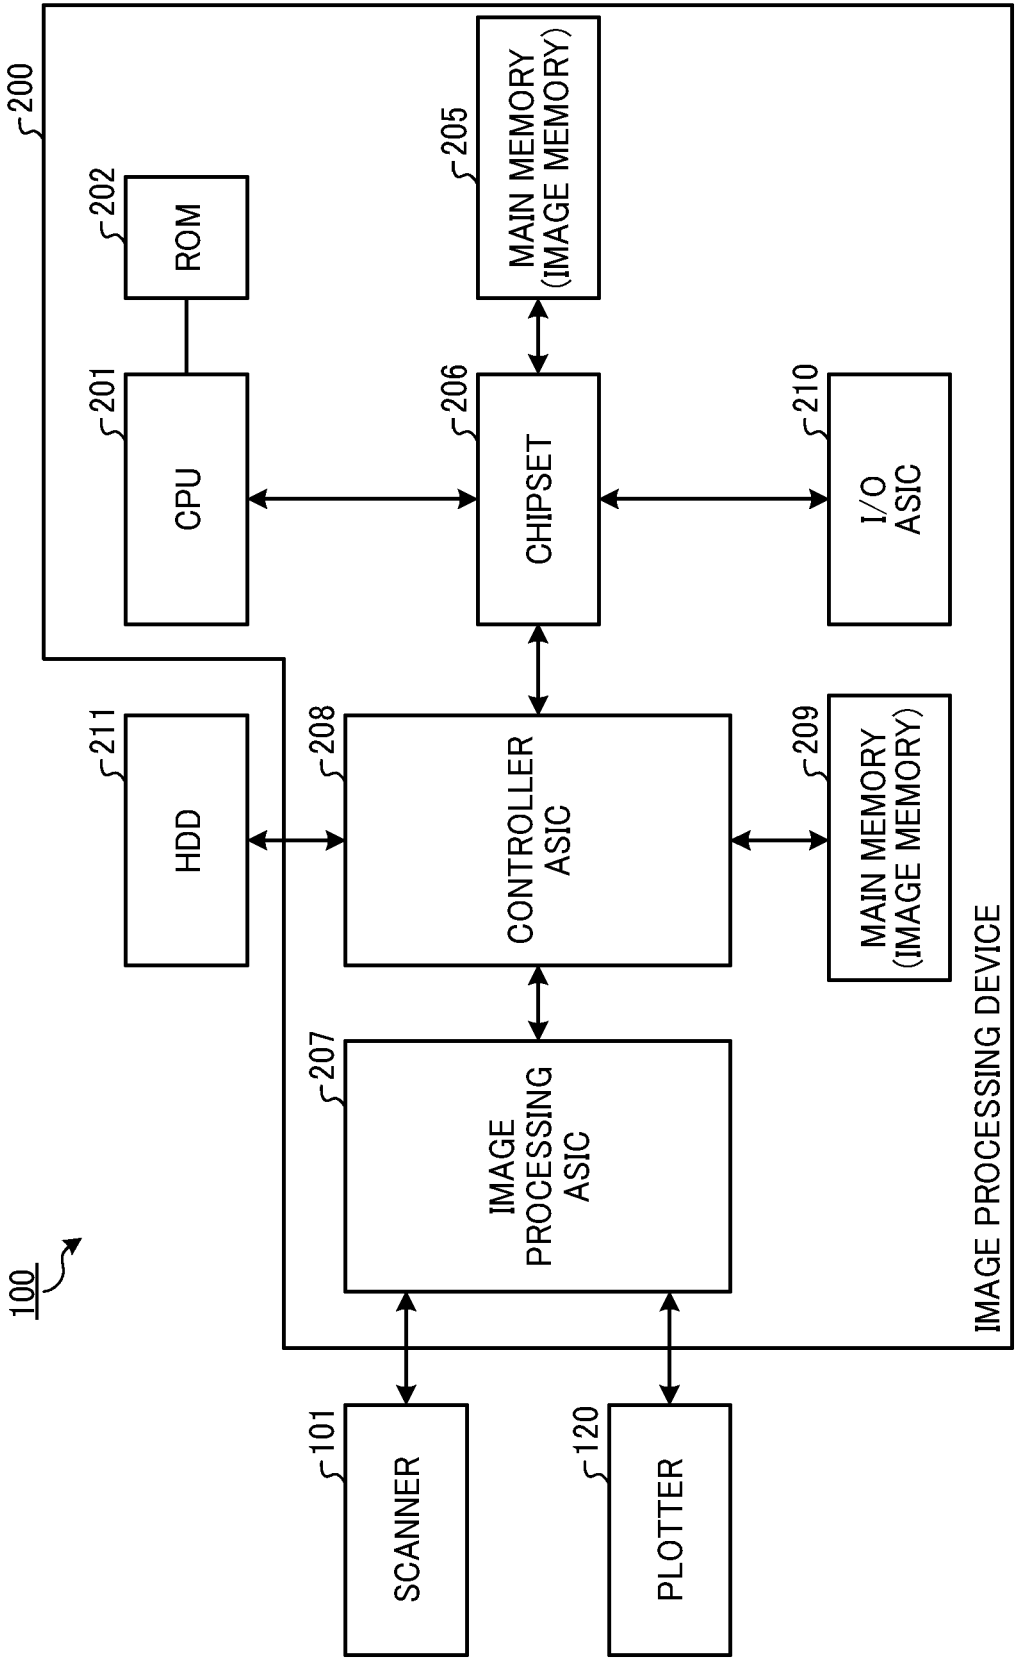 100
200
CPU
201
ROM
202
HDD
211
SCANNER
101
IMAGE
PROCESSING
ASIC
207
CONTROLLER
ASIC
208
CHIPSET
206
MAIN MEMORY
(IMAGE MEMORY)
205
PLOTTER
120
MAIN MEMORY
(IMAGE MEMORY)
209
I/O
ASIC
210
IMAGE PROCESSING DEVICE